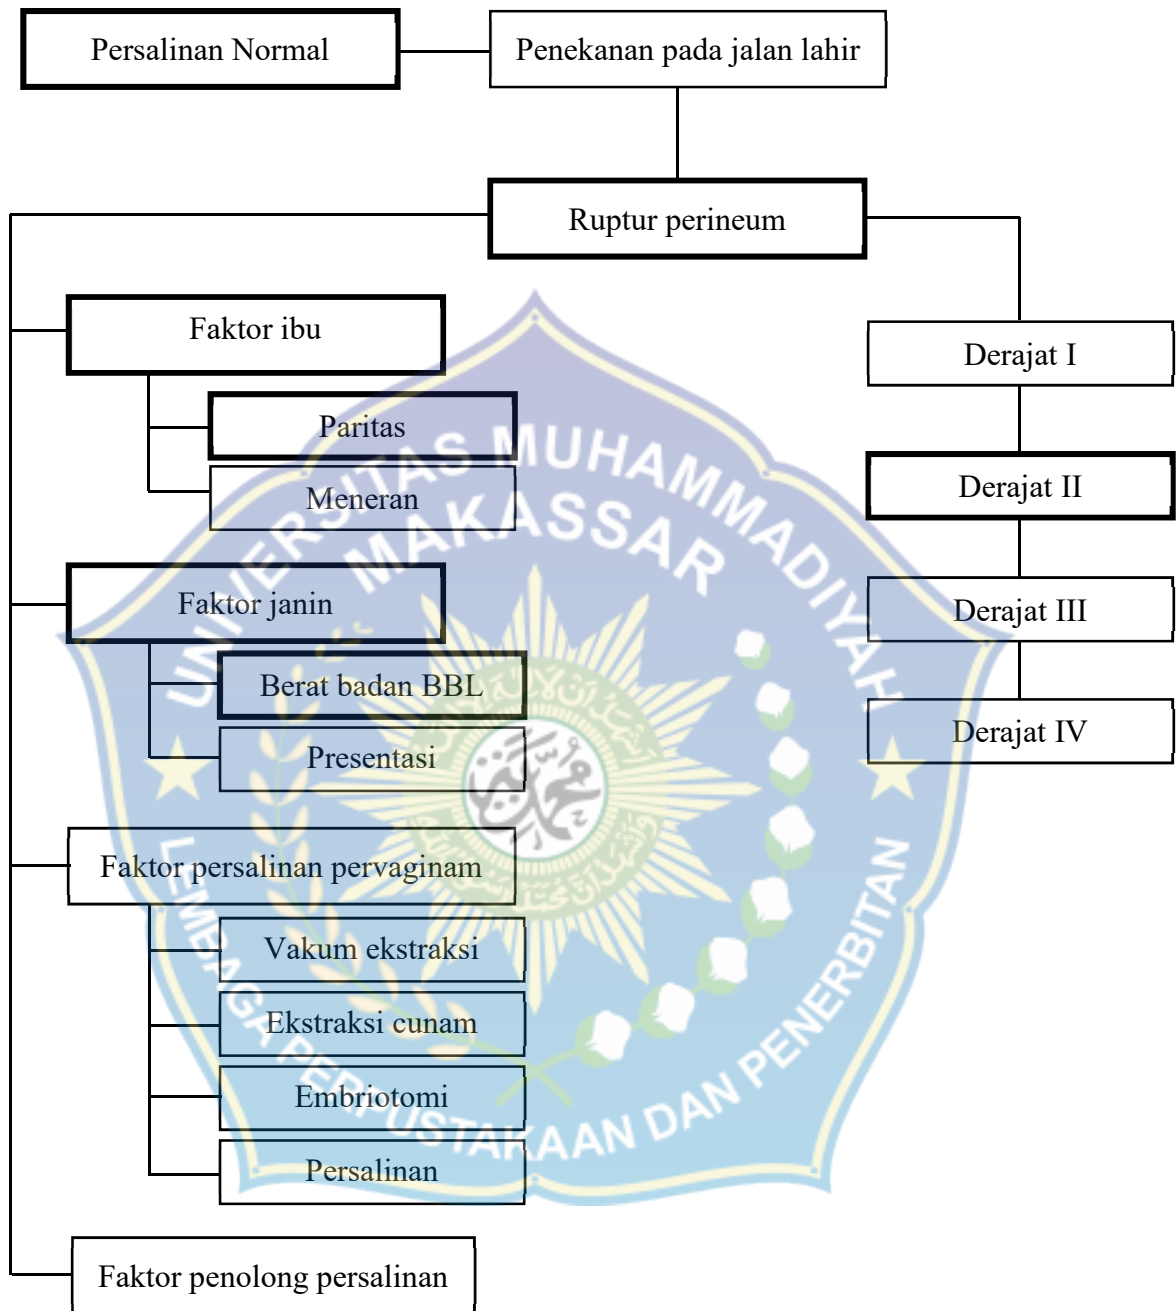 Persalinan Normal
Penekanan pada jalan lahir
Ruptur perineum
Faktor ibu
Paritas
Meneran
Faktor janin
Berat badan BBL
Presentasi
Faktor persalinan pervaginam
Vakum ekstraksi
Ekstraksi cunam
Embriotomi
Persalinan
Faktor penolong persalinan
Derajat I
Derajat II
Derajat III
Derajat IV
UNIVERSITAS MUHAMMADIYAH
MAKASSAR
LEMBAGA PERPUSTAKAAN DAN PENERBITAN